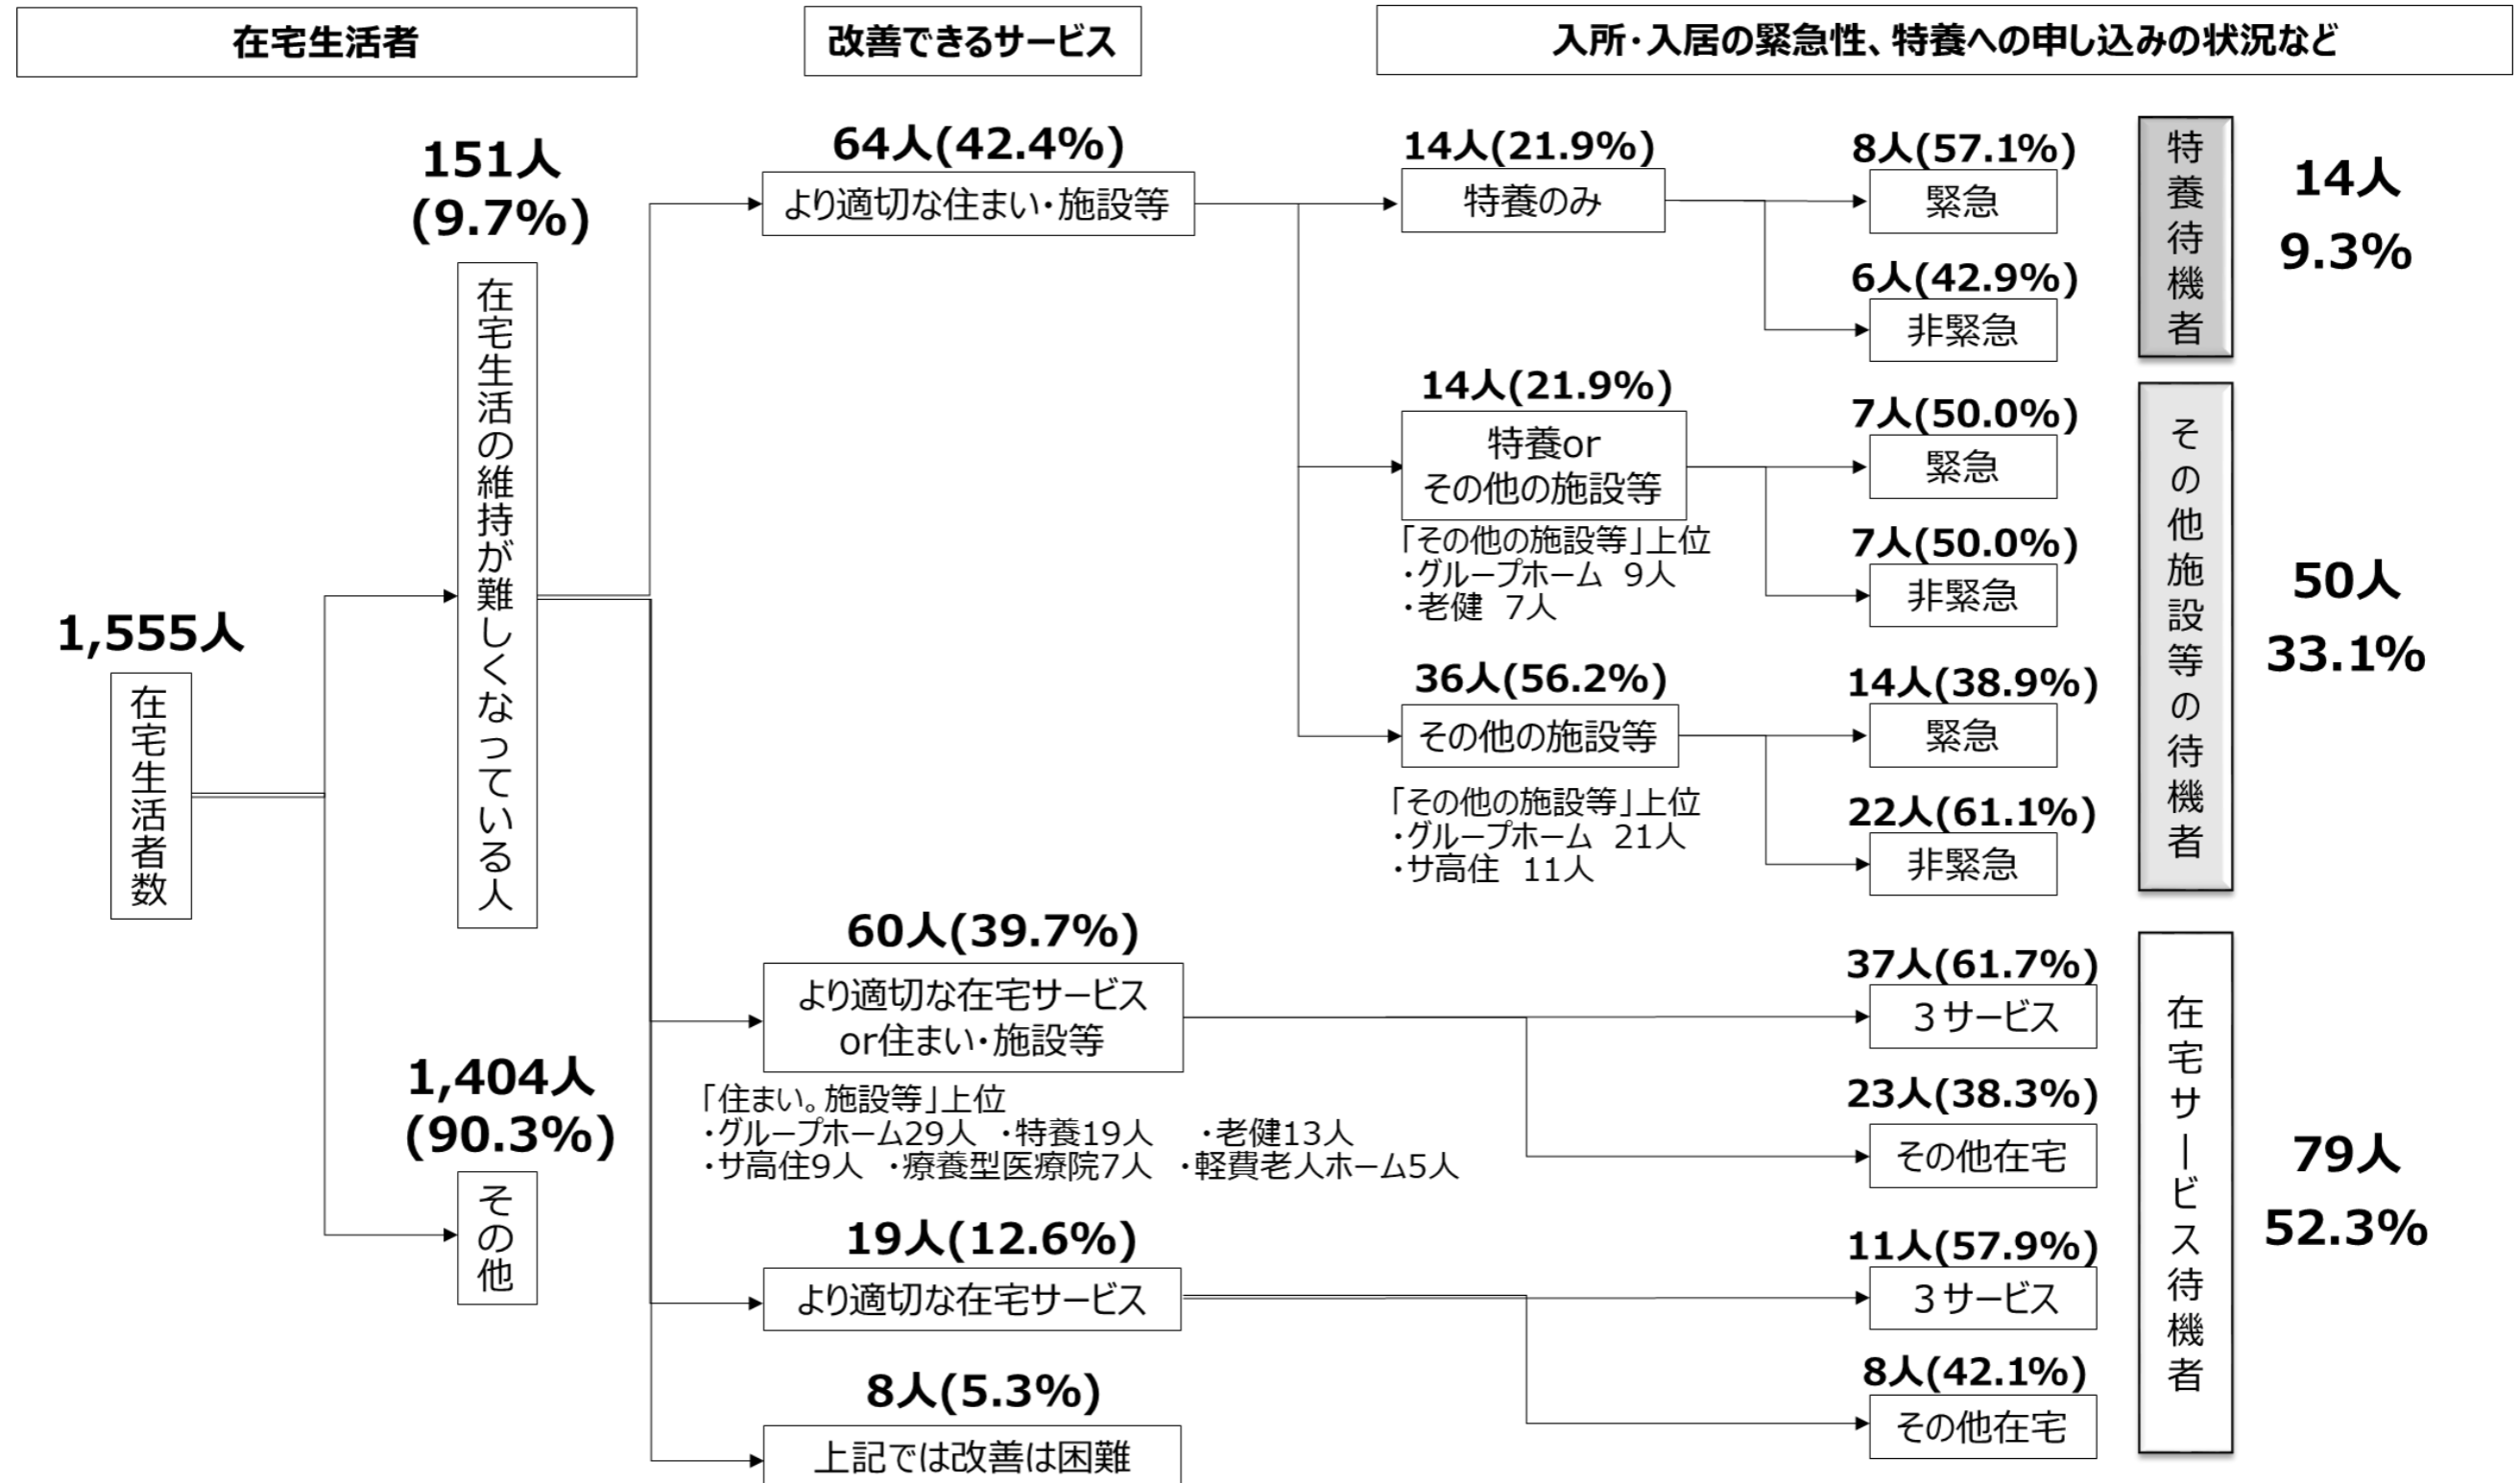 在宅生活者
改善できるサービス
入所・入居の緊急性、特養への申し込みの状況など
1,555人
在宅生活者数
151人
(9.7%)
在宅生活の維持が難しくなっている人
1,404人
(90.3%)
その他
64人(42.4%)
より適切な住まい・施設等
14人(21.9%)
特養のみ
8人(57.1%)
緊急
6人(42.9%)
非緊急
14人(21.9%)
特養or
その他の施設等
「その他の施設等」上位
・グループホーム 9人
・老健 7人
7人(50.0%)
緊急
7人(50.0%)
非緊急
36人(56.2%)
その他の施設等
「その他の施設等」上位
・グループホーム 21人
・サ高住 11人
14人(38.9%)
緊急
22人(61.1%)
非緊急
60人(39.7%)
より適切な在宅サービス
or住まい・施設等
「住まい。施設等」上位
・グループホーム29人 ・特養19人 ・老健13人
・サ高住9人 ・療養型医療院7人 ・軽費老人ホーム5人
37人(61.7%)
３サービス
23人(38.3%)
その他在宅
19人(12.6%)
より適切な在宅サービス
11人(57.9%)
３サービス
8人(42.1%)
その他在宅
8人(5.3%)
上記では改善は困難
特養待機者
14人
9.3%
その他施設等の待機者
50人
33.1%
在宅サービス待機者
79人
52.3%